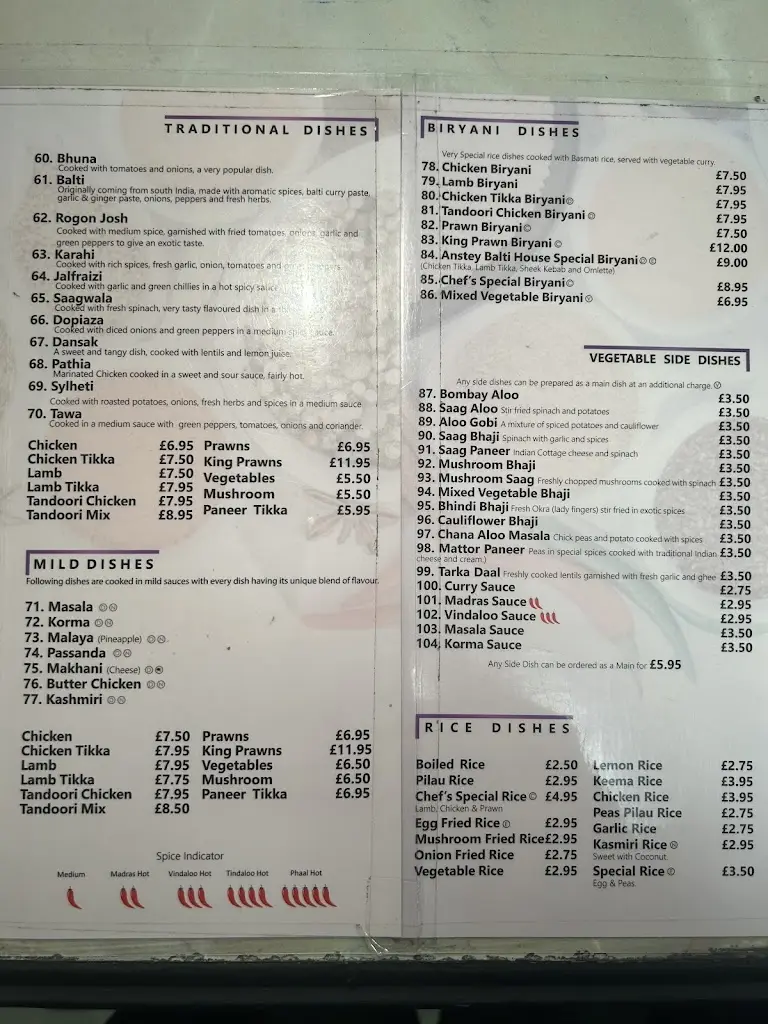 TRADITIONAL DISHES
60. Bhuna
Cooked with tomatoes and onions, a very popular dish.
61. Balti
Originally coming from south India, made with aromatic spices, balti curry paste,
garlic & ginger paste, onions, peppers and fresh herbs.
62. Rogon Josh
Cooked with medium spice, garnished with fried tomatoes, onions, garlic and
green peppers to give an exotic taste.
63. Karahi
Cooked with rich spices, fresh garlic, onion, tomatoes and
64. Jalfraizi
Cooked with garlic and green chillies in a hot spicy sauce.
65. Saagwala
Cooked with fresh spinach, very tasty flavoured dish in a
66. Dopiaza
Cooked with diced onions and green peppers in a medium spicy sauce.
67. Dansak
A sweet and tangy dish, cooked with lentils and lemon juice.
68. Pathia
Marinated Chicken cooked in a sweet and sour sauce, fairly hot.
69. Sylheti
Cooked with roasted potatoes, onions, fresh herbs and spices in a medium sauce
70. Tawa
Cooked in a medium sauce with green peppers, tomatoes, onions and coriander.
Chicken £6.95 Prawns £6.95
Chicken Tikka £7.50 King Prawns £11.95
Lamb £7.50 Vegetables £5.50
Lamb Tikka £7.95 Mushroom £5.50
Tandoori Chicken £7.95 Paneer Tikka £5.95
Tandoori Mix £8.95
MILD DISHES
Following dishes are cooked in mild sauces with every dish having its unique blend of flavour.
71. Masala
72. Korma
73. Malaya (Pineapple)
74. Passanda
75. Makhani (Cheese)
76. Butter Chicken
77. Kashmiri
Chicken £7.50 Prawns £6.95
Chicken Tikka £7.95 King Prawns £11.95
Lamb £7.95 Vegetables £6.50
Lamb Tikka £7.75 Mushroom £6.50
Tandoori Chicken £7.95 Paneer Tikka £6.95
Tandoori Mix £8.50
Spice Indicator
Medium Madras Hot Vindaloo Hot Tindaloo Hot Phaal Hot
BIRYANI DISHES
Very Special rice dishes cooked with Basmati rice, served with vegetable curry.
78. Chicken Biryani £7.50
79. Lamb Biryani £7.95
80. Chicken Tikka Biryani £7.95
81. Tandoori Chicken Biryani £7.95
82. Prawn Biryani £7.50
83. King Prawn Biryani £12.00
84. Anstey Balti House Special Biryani £9.00
(Chicken Tikka, Lamb Tikka, Sheek Kebab and Omlette)
85. Chef's Special Biryani £8.95
86. Mixed Vegetable Biryani £6.95
VEGETABLE SIDE DISHES
Any side dishes can be prepared as a main dish at an additional charge.
87. Bombay Aloo £3.50
88. Saag Aloo Stir fried spinach and potatoes £3.50
89. Aloo Gobi A mixture of spiced potatoes and cauliflower £3.50
90. Saag Bhaji Spinach with garlic and spices £3.50
91. Saag Paneer Indian Cottage cheese and spinach £3.50
92. Mushroom Bhaji £3.50
93. Mushroom Saag Freshly chopped mushrooms cooked with spinach £3.50
94. Mixed Vegetable Bhaji £3.50
95. Bhindi Bhaji Fresh Okra (lady fingers) stir fried in exotic spices £3.50
96. Cauliflower Bhaji £3.50
97. Chana Aloo Masala Chick peas and potato cooked with spices £3.50
98. Mattor Paneer Peas in special spices cooked with traditional Indian £3.50
cheese and cream.)
99. Tarka Daal Freshly cooked lentils garnished with fresh garlic and ghee £3.50
100. Curry Sauce £2.75
101. Madras Sauce £2.95
102. Vindaloo Sauce £2.95
103. Masala Sauce £3.50
104. Korma Sauce £3.50
Any Side Dish can be ordered as a Main for £5.95
RICE DISHES
Boiled Rice £2.50 Lemon Rice £2.75
Pilau Rice £2.95 Keema Rice £3.95
Chef's Special Rice £4.95 Chicken Rice £3.95
Lamb, Chicken & Prawn Peas Pilau Rice £2.75
Egg Fried Rice £2.95 Garlic Rice £2.75
Mushroom Fried Rice £2.95 Kasmiri Rice £2.95
Sweet with Coconut.
Onion Fried Rice £2.75
Vegetable Rice £2.95 Special Rice £3.50
Egg & Peas.